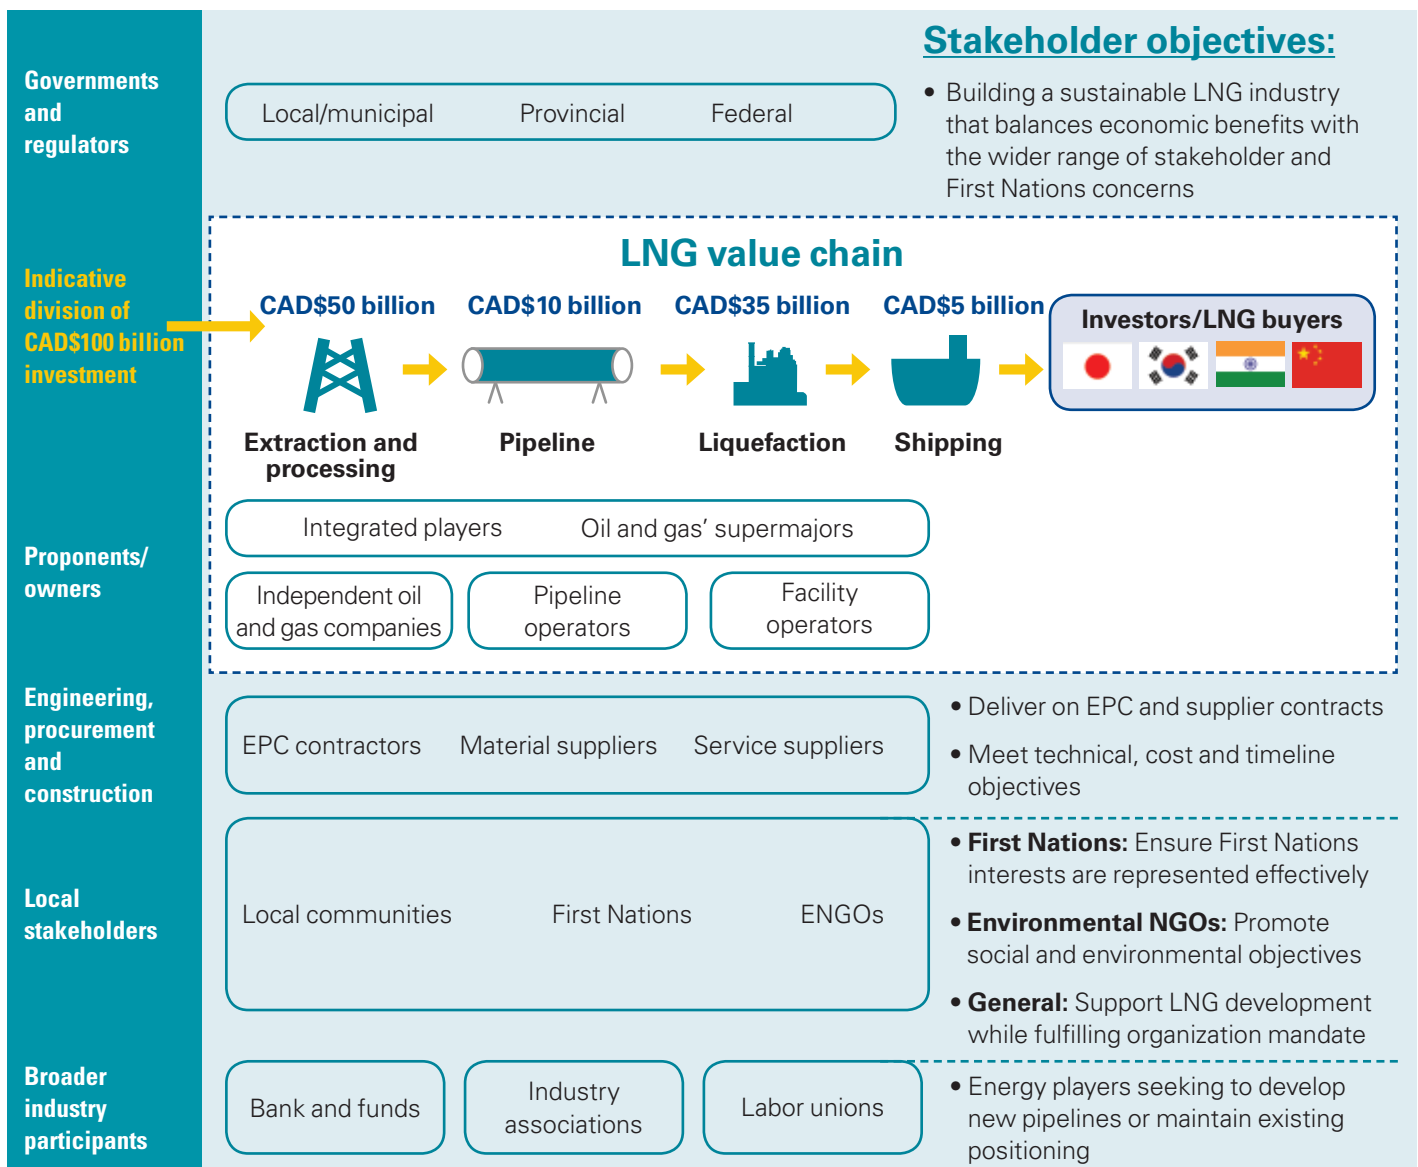 Stakeholder objectives:
Governments
and
regulators
Local/municipal Provincial Federal
• Building a sustainable LNG industry
that balances economic benefits with
the wider range of stakeholder and
First Nations concerns
LNG value chain
Indicative
division of
CAD$100 billion
investment
CAD$50 billion CAD$10 billion CAD$35 billion CAD$5 billion
Investors/LNG buyers
Extraction and
processing
Pipeline
Liquefaction
Shipping
Proponents/
owners
Integrated players Oil and gas’ supermajors
Independent oil
and gas companies
Pipeline
operators
Facility
operators
Engineering,
procurement
and
construction
EPC contractors Material suppliers Service suppliers
• Deliver on EPC and supplier contracts
• Meet technical, cost and timeline
objectives
Local
stakeholders
Local communities First Nations ENGOs
• First Nations: Ensure First Nations
interests are represented effectively
• Environmental NGOs: Promote
social and environmental objectives
• General: Support LNG development
while fulfilling organization mandate
Broader
industry
participants
Bank and funds
Industry
associations
Labor unions
• Energy players seeking to develop
new pipelines or maintain existing
positioning